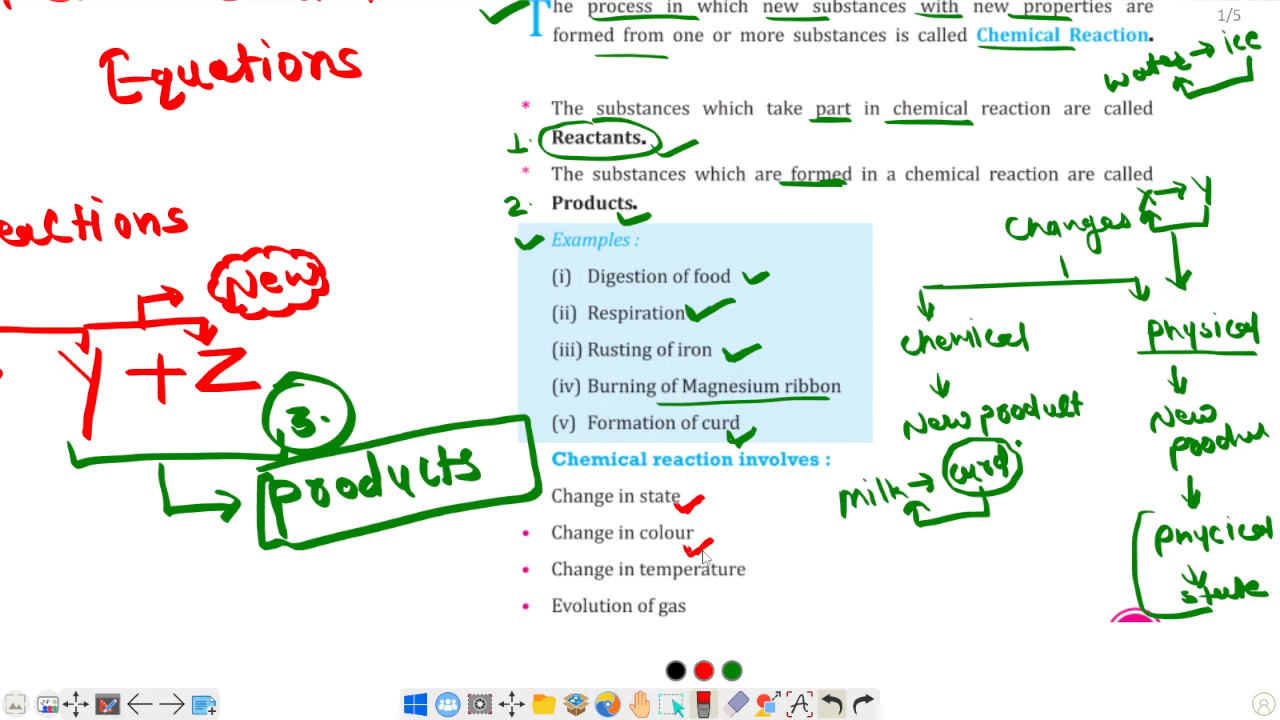 The process in which new substances with new properties are
formed from one or more substances is called Chemical Reaction.
1/5
water → ice
Equations
* The substances which take part in chemical reaction are called
1. Reactants.
* The substances which are formed in a chemical reaction are called
2. Products.
Examples :
(i) Digestion of food
(ii) Respiration
(iii) Rusting of iron
(iv) Burning of Magnesium ribbon
(v) Formation of curd
Chemical reaction involves :
Change in state
• Change in colour
• Change in temperature
• Evolution of gas
eactions
New
Y + Z
3.
products
x → Y
changes
chemical
physical
New product
New
milk → curd
state